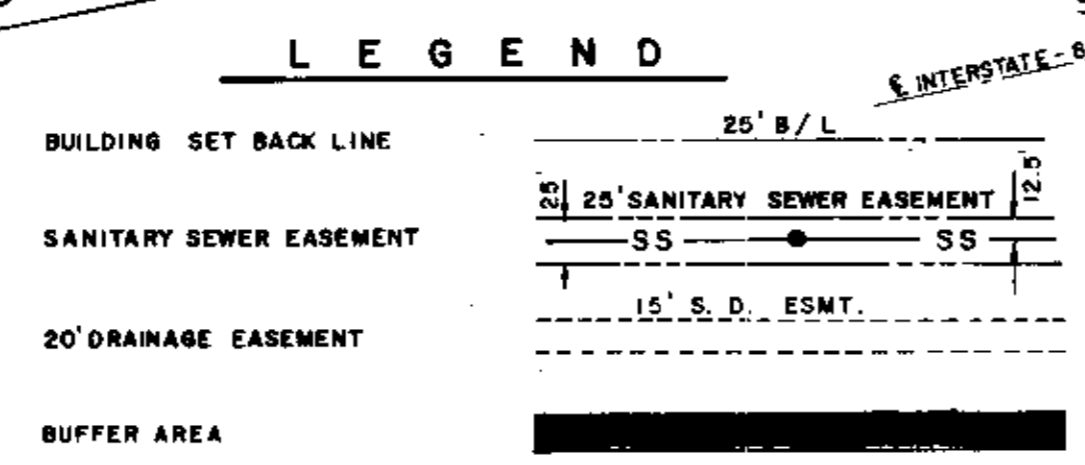 LEGEND
℄ INTERSTATE - 8
BUILDING SET BACK LINE
25' B/L
SANITARY SEWER EASEMENT
25'
25' SANITARY SEWER EASEMENT
12.5'
SS SS
20' DRAINAGE EASEMENT
15' S. D. ESMT.
BUFFER AREA